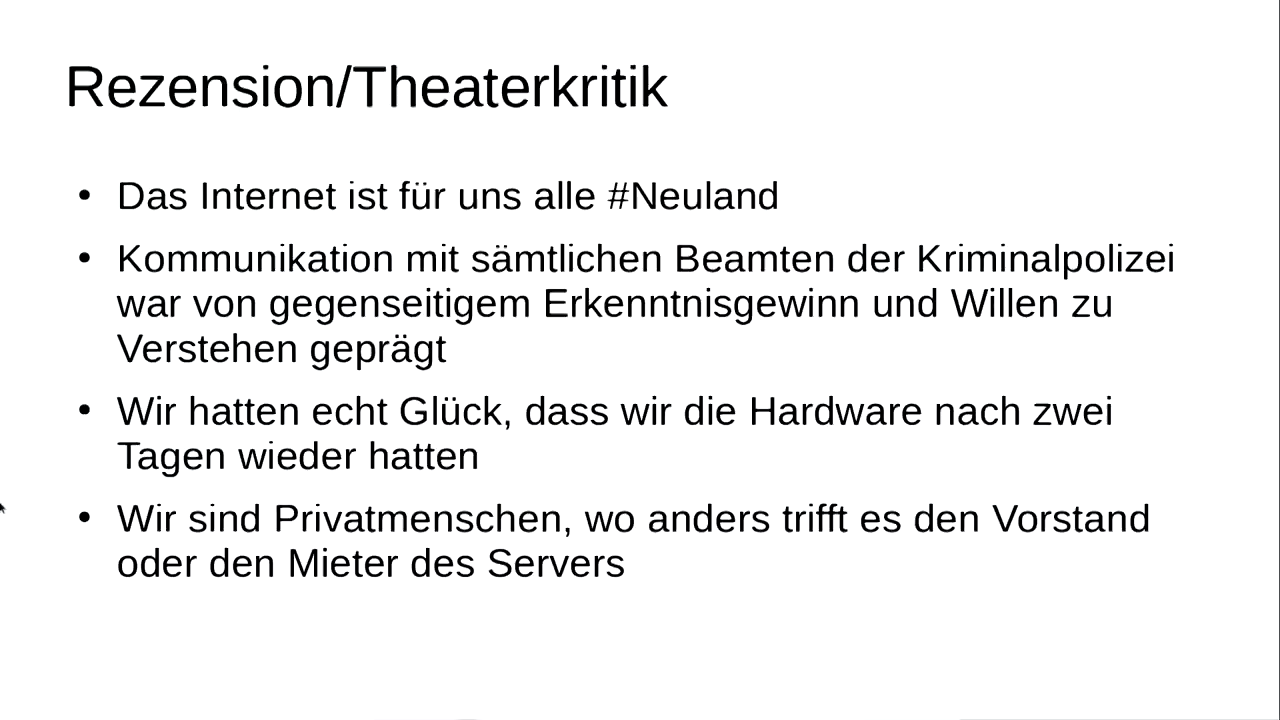 Rezension/Theaterkritik
• Das Internet ist für uns alle #Neuland
• Kommunikation mit sämtlichen Beamten der Kriminalpolizei
war von gegenseitigem Erkenntnisgewinn und Willen zu
Verstehen geprägt
• Wir hatten echt Glück, dass wir die Hardware nach zwei
Tagen wieder hatten
• Wir sind Privatmenschen, wo anders trifft es den Vorstand
oder den Mieter des Servers